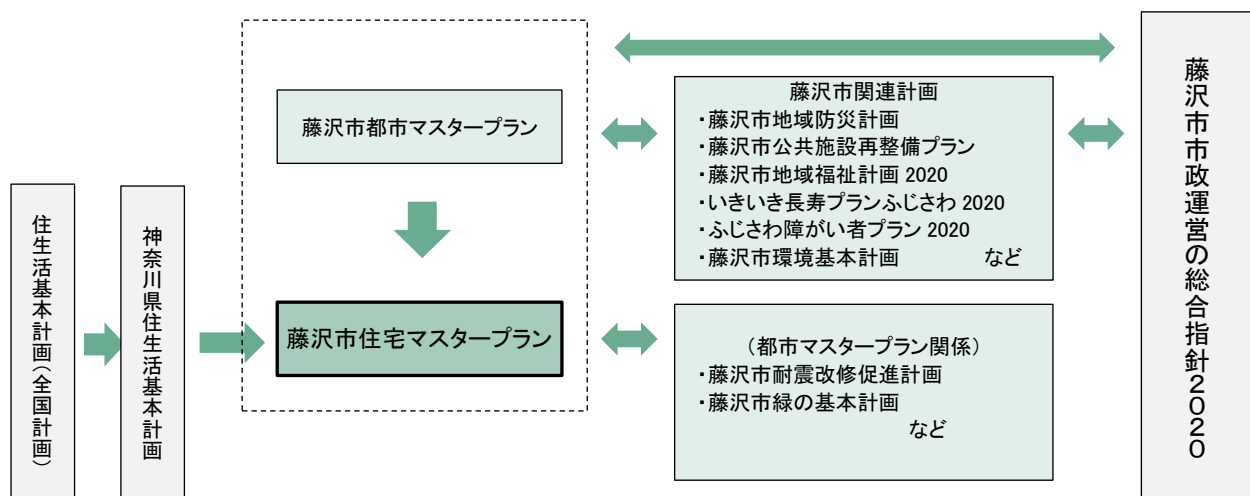 住生活基本計画(全国計画)
神奈川県住生活基本計画
藤沢市都市マスタープラン
藤沢市住宅マスタープラン
藤沢市関連計画
・藤沢市地域防災計画
・藤沢市公共施設再整備プラン
・藤沢市地域福祉計画 2020
・いきいき長寿プランふじさわ 2020
・ふじさわ障がい者プラン 2020
・藤沢市環境基本計画 など
(都市マスタープラン関係)
・藤沢市耐震改修促進計画
・藤沢市緑の基本計画
など
藤沢市市政運営の総合指針2020